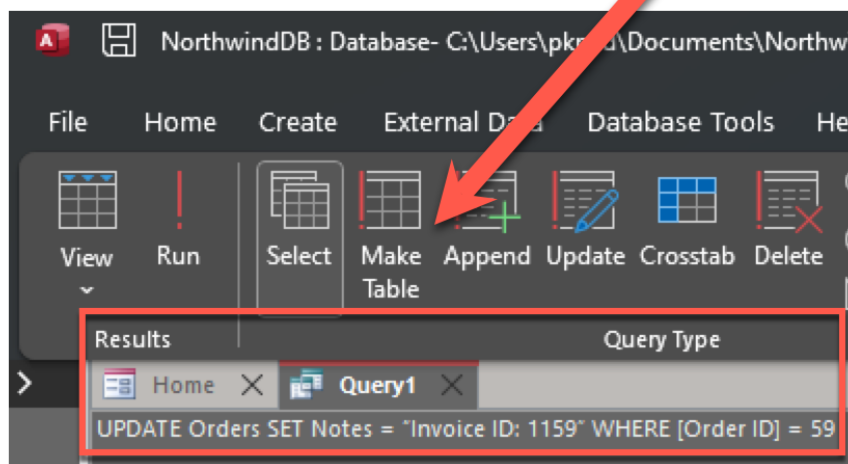 NorthwindDB : Database- C:\Users\ \Documents\Northw
File Home Create External Data Database Tools He
View Run Select Make Append Update Crosstab Delete
Table
Results Query Type
Home Query1
UPDATE Orders SET Notes = "Invoice ID: 1159" WHERE [Order ID] = 59